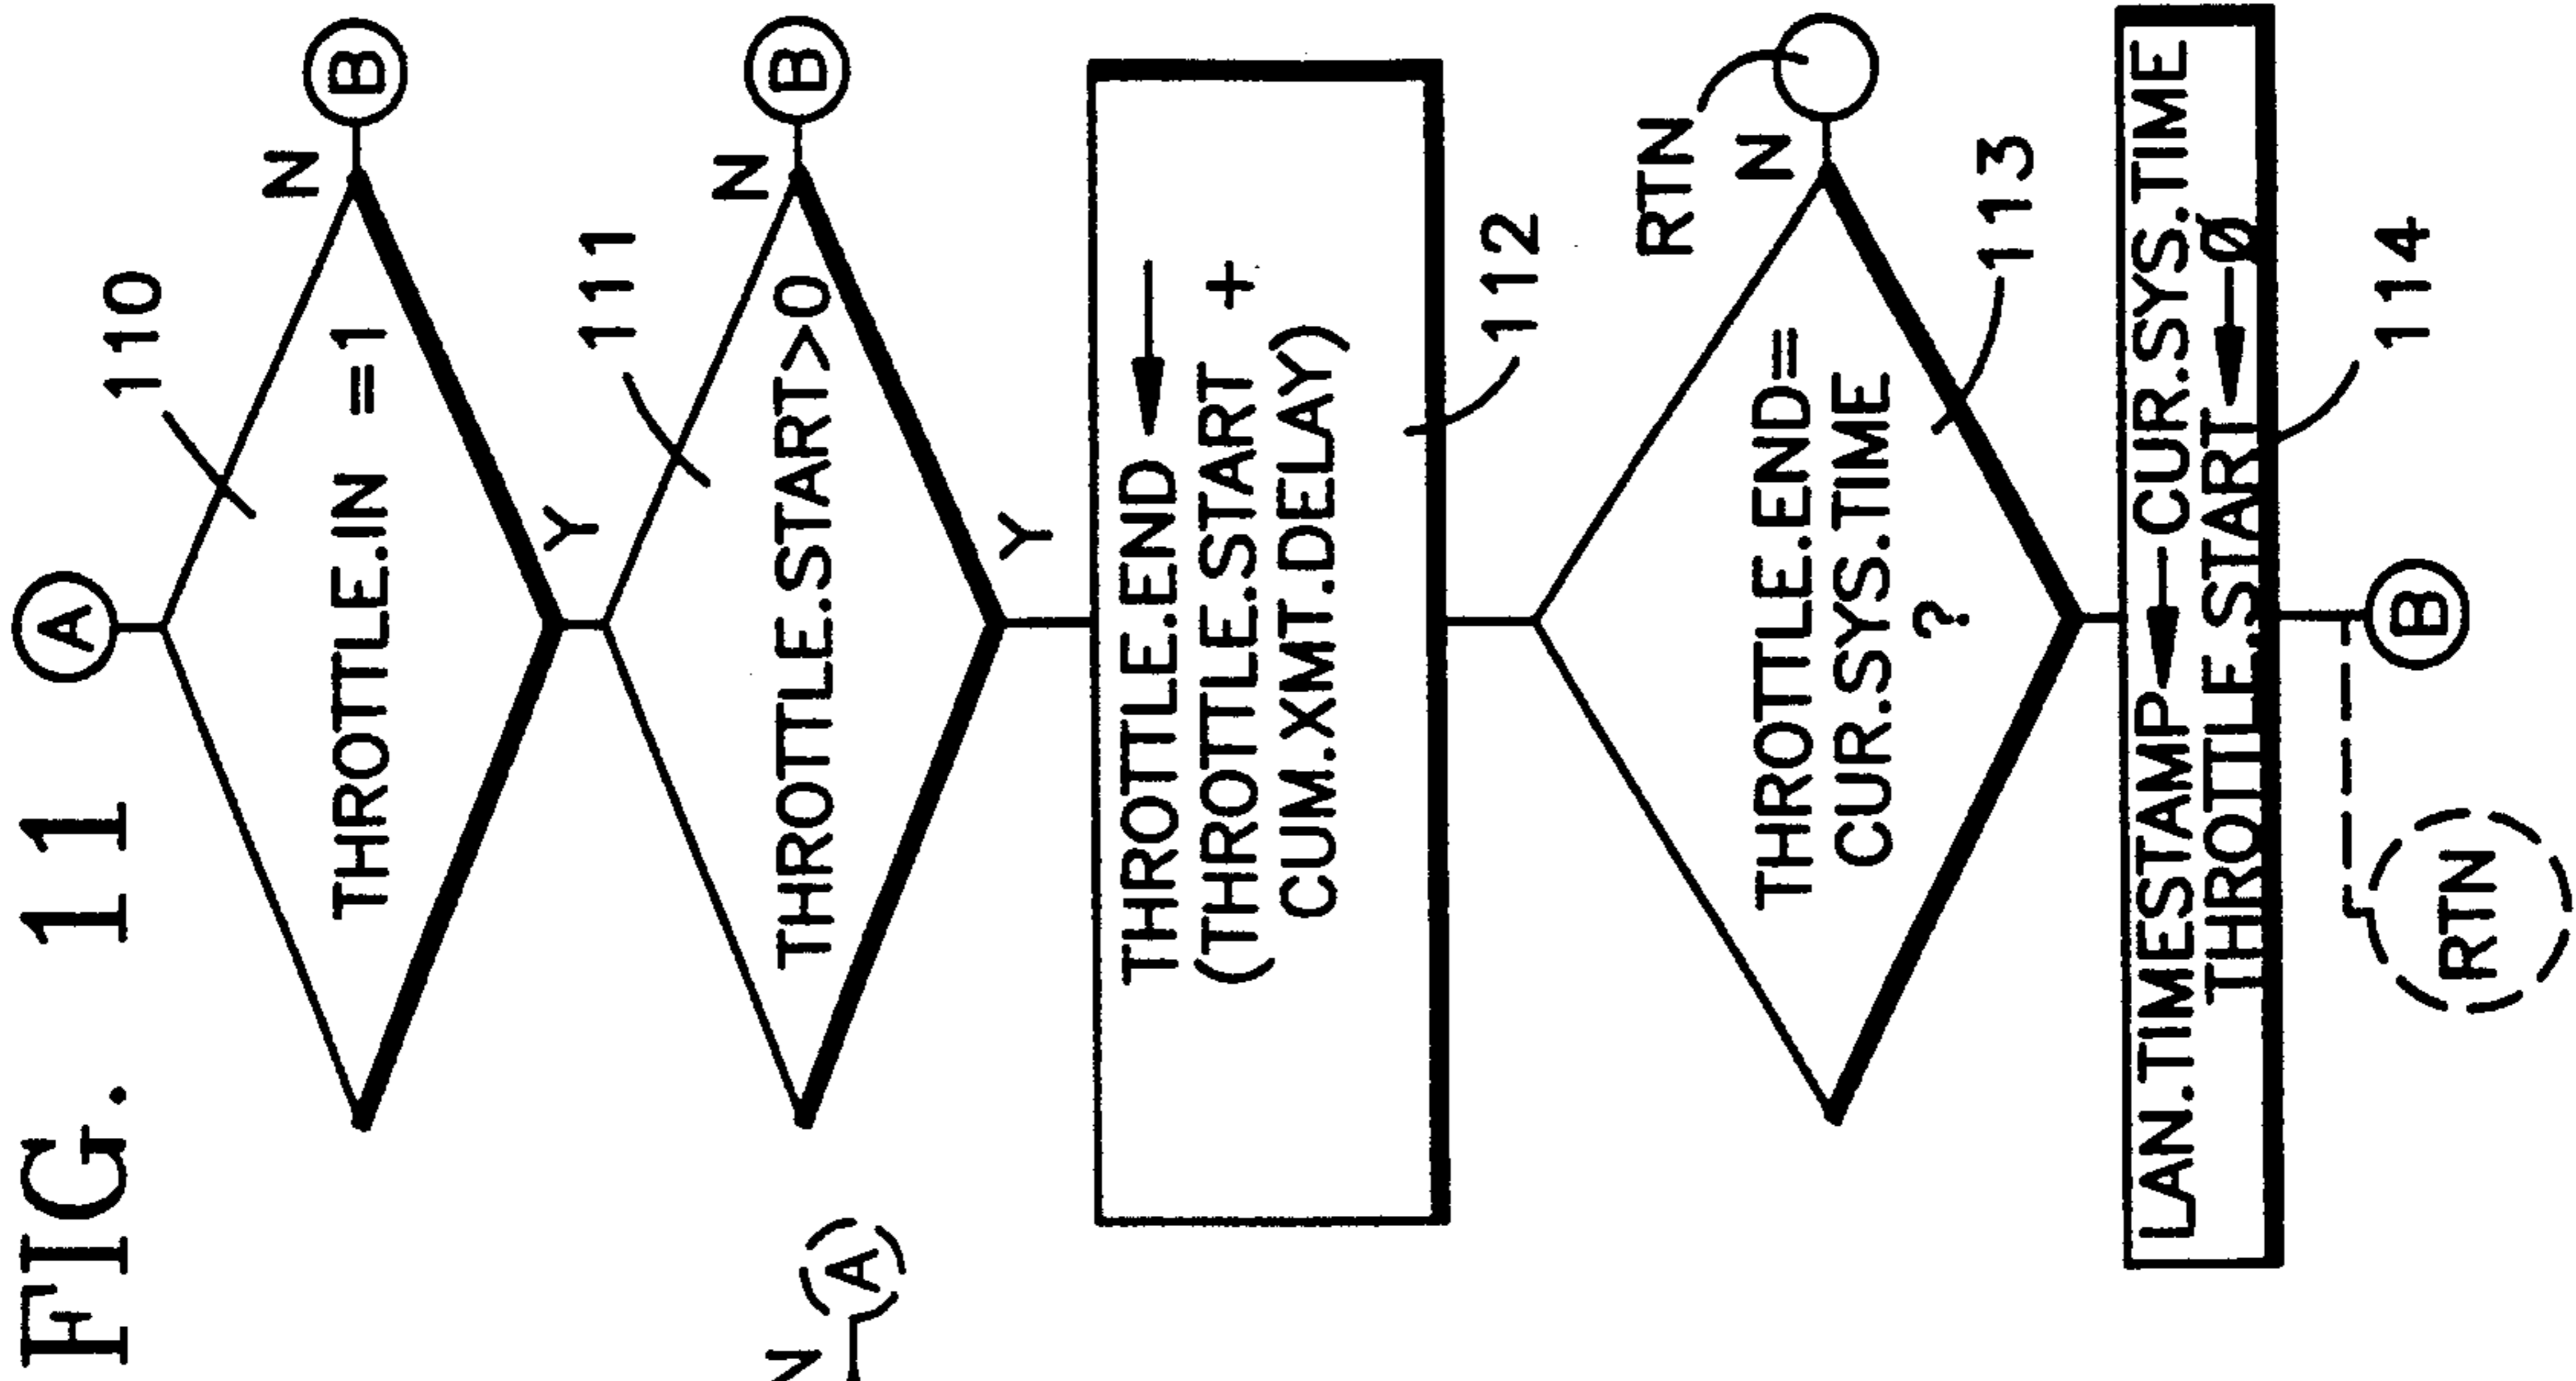 FIG. 11
A
110
THROTTLE.IN =1
N
B
Y
111
THROTTLE.START>0
N
B
Y
N
A
THROTTLE.END ←
(THROTTLE.START +
CUM.XMT.DELAY)
112
RTN
N
THROTTLE.END=
CUR.SYS.TIME
?
113
LAN.TIMESTAMP ← CUR.SYS.TIME
THROTTLE.START ← Ø
114
B
RTN